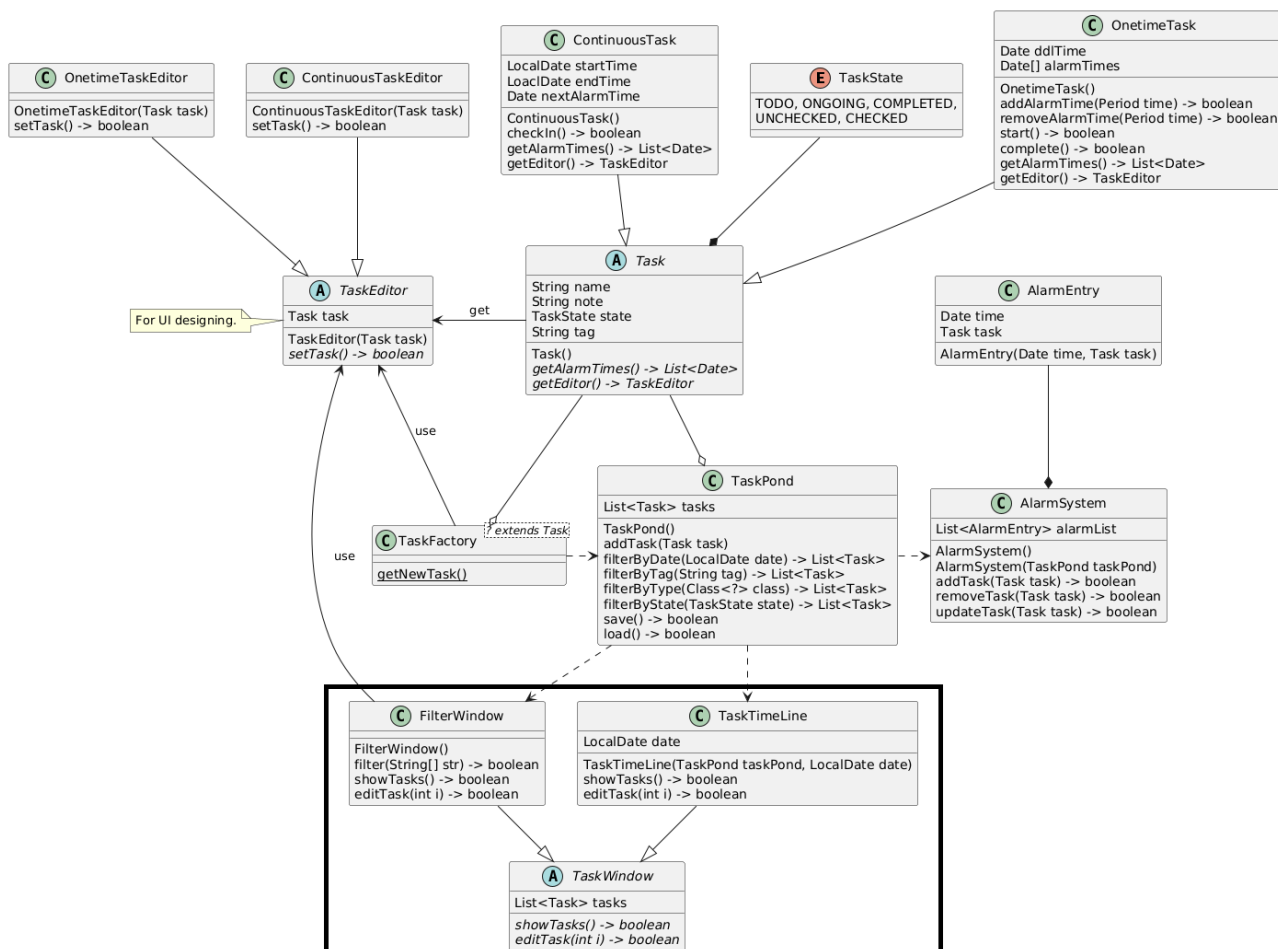 C OnetimeTaskEditor
OnetimeTaskEditor(Task task)
setTask() -> boolean
C ContinuousTaskEditor
ContinuousTaskEditor(Task task)
setTask() -> boolean
C ContinuousTask
LocalDate startTime
LoaclDate endTime
Date nextAlarmTime
ContinuousTask()
checkIn() -> boolean
getAlarmTimes() -> List<Date>
getEditor() -> TaskEditor
E TaskState
TODO, ONGOING, COMPLETED,
UNCHECKED, CHECKED
C OnetimeTask
Date ddlTime
Date[] alarmTimes
OnetimeTask()
addAlarmTime(Period time) -> boolean
removeAlarmTime(Period time) -> boolean
start() -> boolean
complete() -> boolean
getAlarmTimes() -> List<Date>
getEditor() -> TaskEditor
For UI designing.
A TaskEditor
Task task
TaskEditor(Task task)
setTask() -> boolean
get
A Task
String name
String note
TaskState state
String tag
Task()
getAlarmTimes() -> List<Date>
getEditor() -> TaskEditor
C AlarmEntry
Date time
Task task
AlarmEntry(Date time, Task task)
use
use
C TaskFactory
? extends Task
getNewTask()
C TaskPond
List<Task> tasks
TaskPond()
addTask(Task task)
filterByDate(LocalDate date) -> List<Task>
filterByTag(String tag) -> List<Task>
filterByType(Class<?> class) -> List<Task>
filterByState(TaskState state) -> List<Task>
save() -> boolean
load() -> boolean
C AlarmSystem
List<AlarmEntry> alarmList
AlarmSystem()
AlarmSystem(TaskPond taskPond)
addTask(Task task) -> boolean
removeTask(Task task) -> boolean
updateTask(Task task) -> boolean
C FilterWindow
FilterWindow()
filter(String[] str) -> boolean
showTasks() -> boolean
editTask(int i) -> boolean
C TaskTimeLine
LocalDate date
TaskTimeLine(TaskPond taskPond, LocalDate date)
showTasks() -> boolean
editTask(int i) -> boolean
A TaskWindow
List<Task> tasks
showTasks() -> boolean
editTask(int i) -> boolean